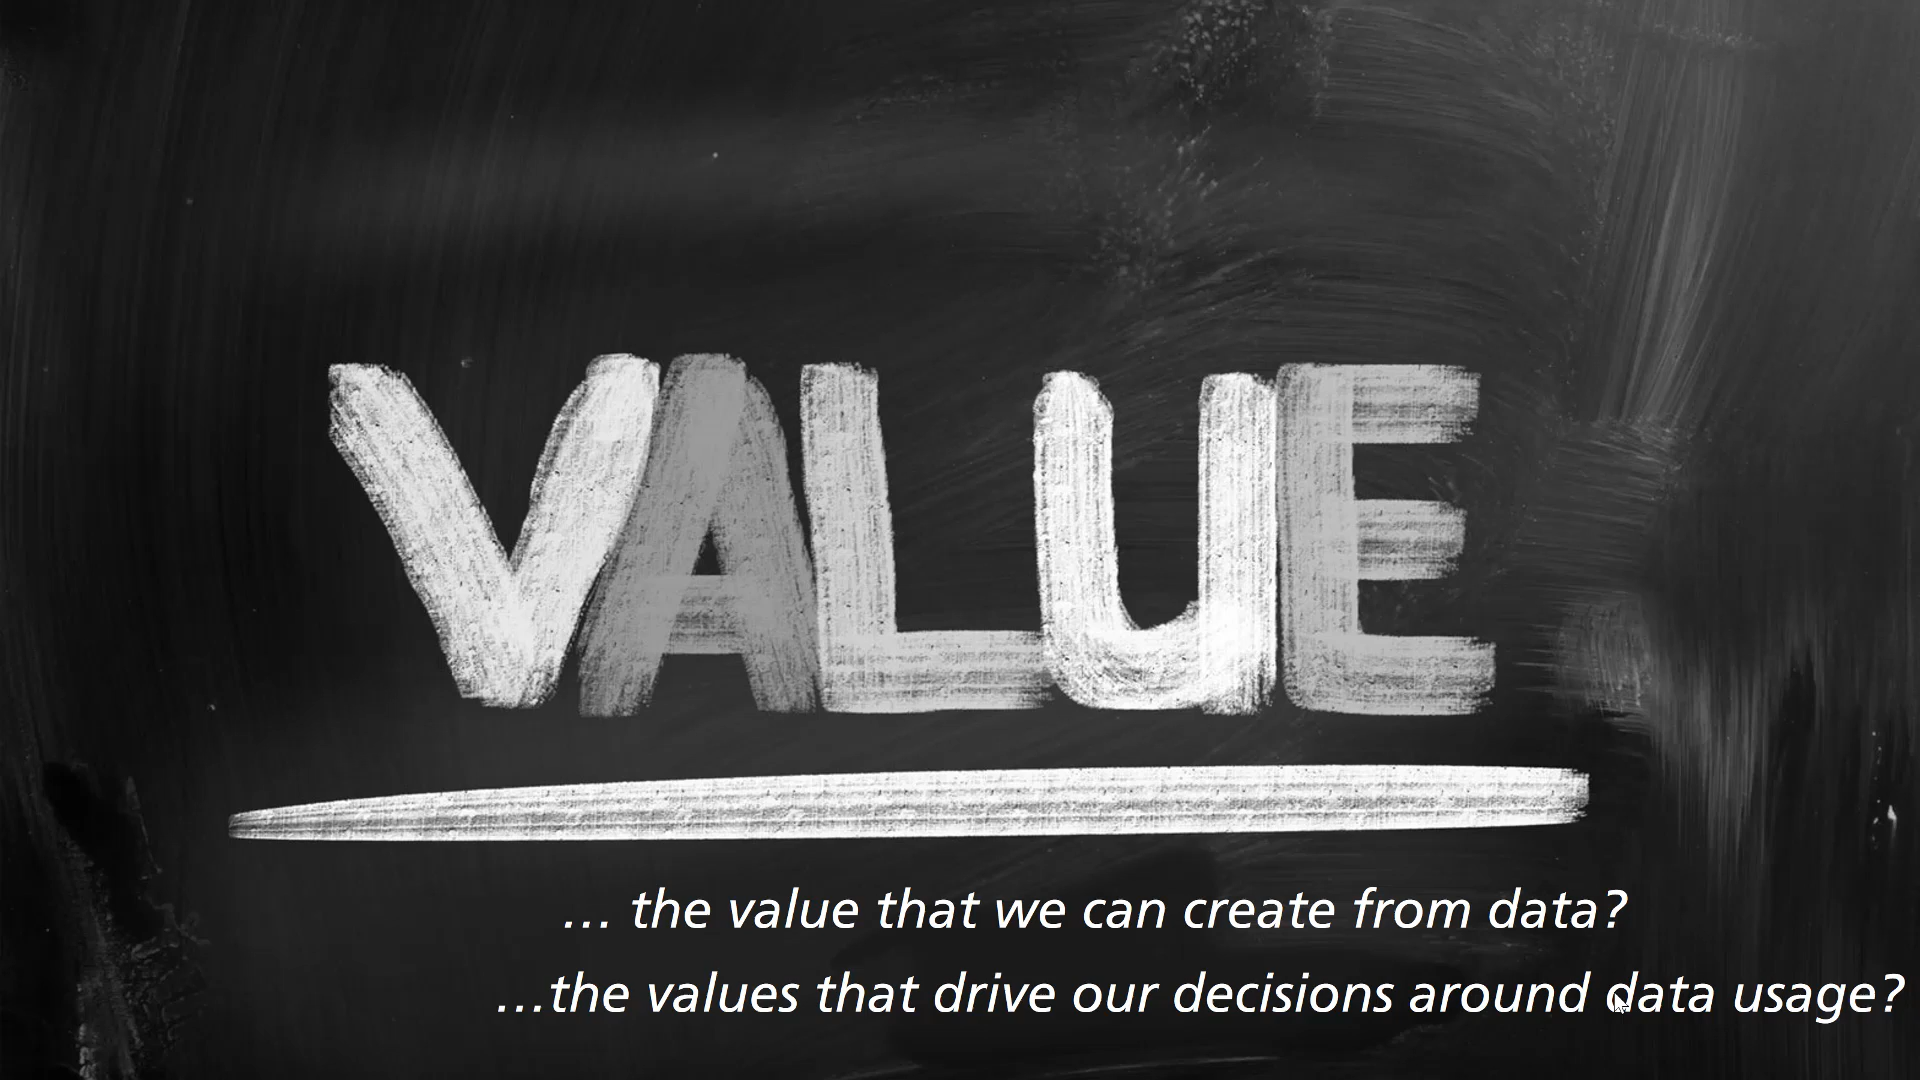 VALUE
... the value that we can create from data?
...the values that drive our decisions around data usage?